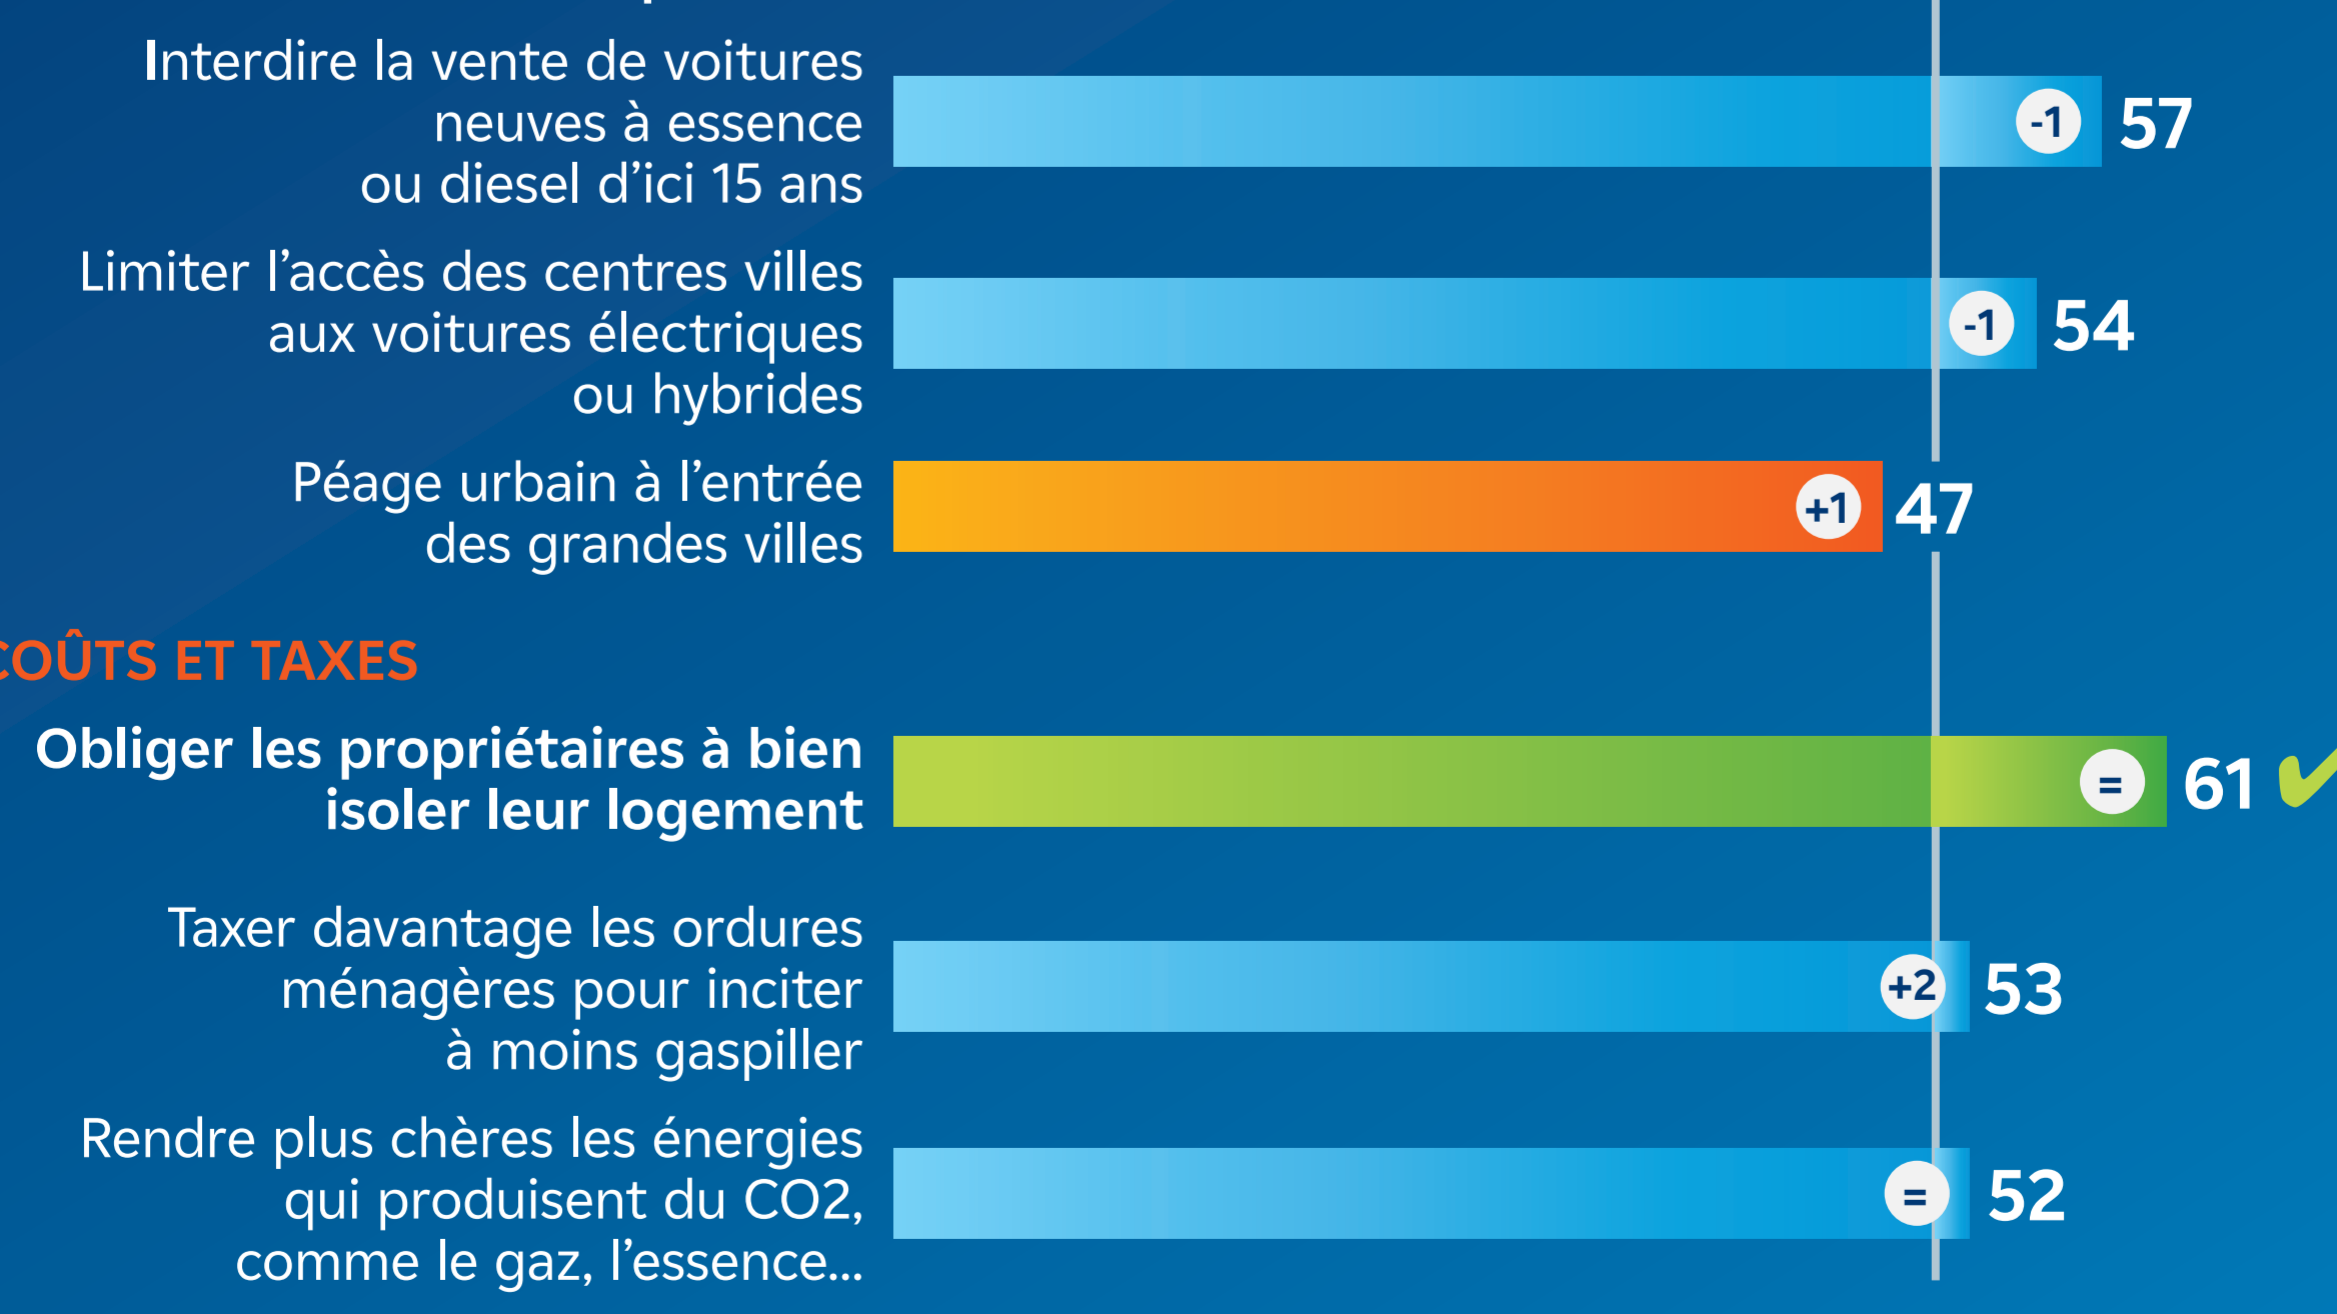 Interdire la vente de voitures
neuves à essence
ou diesel d’ici 15 ans
-1 57
Limiter l’accès des centres villes
aux voitures électriques
ou hybrides
-1 54
Péage urbain à l’entrée
des grandes villes
+1 47
COÛTS ET TAXES
Obliger les propriétaires à bien
isoler leur logement
= 61
Taxer davantage les ordures
ménagères pour inciter
à moins gaspiller
+2 53
Rendre plus chères les énergies
qui produisent du CO2,
comme le gaz, l’essence...
= 52